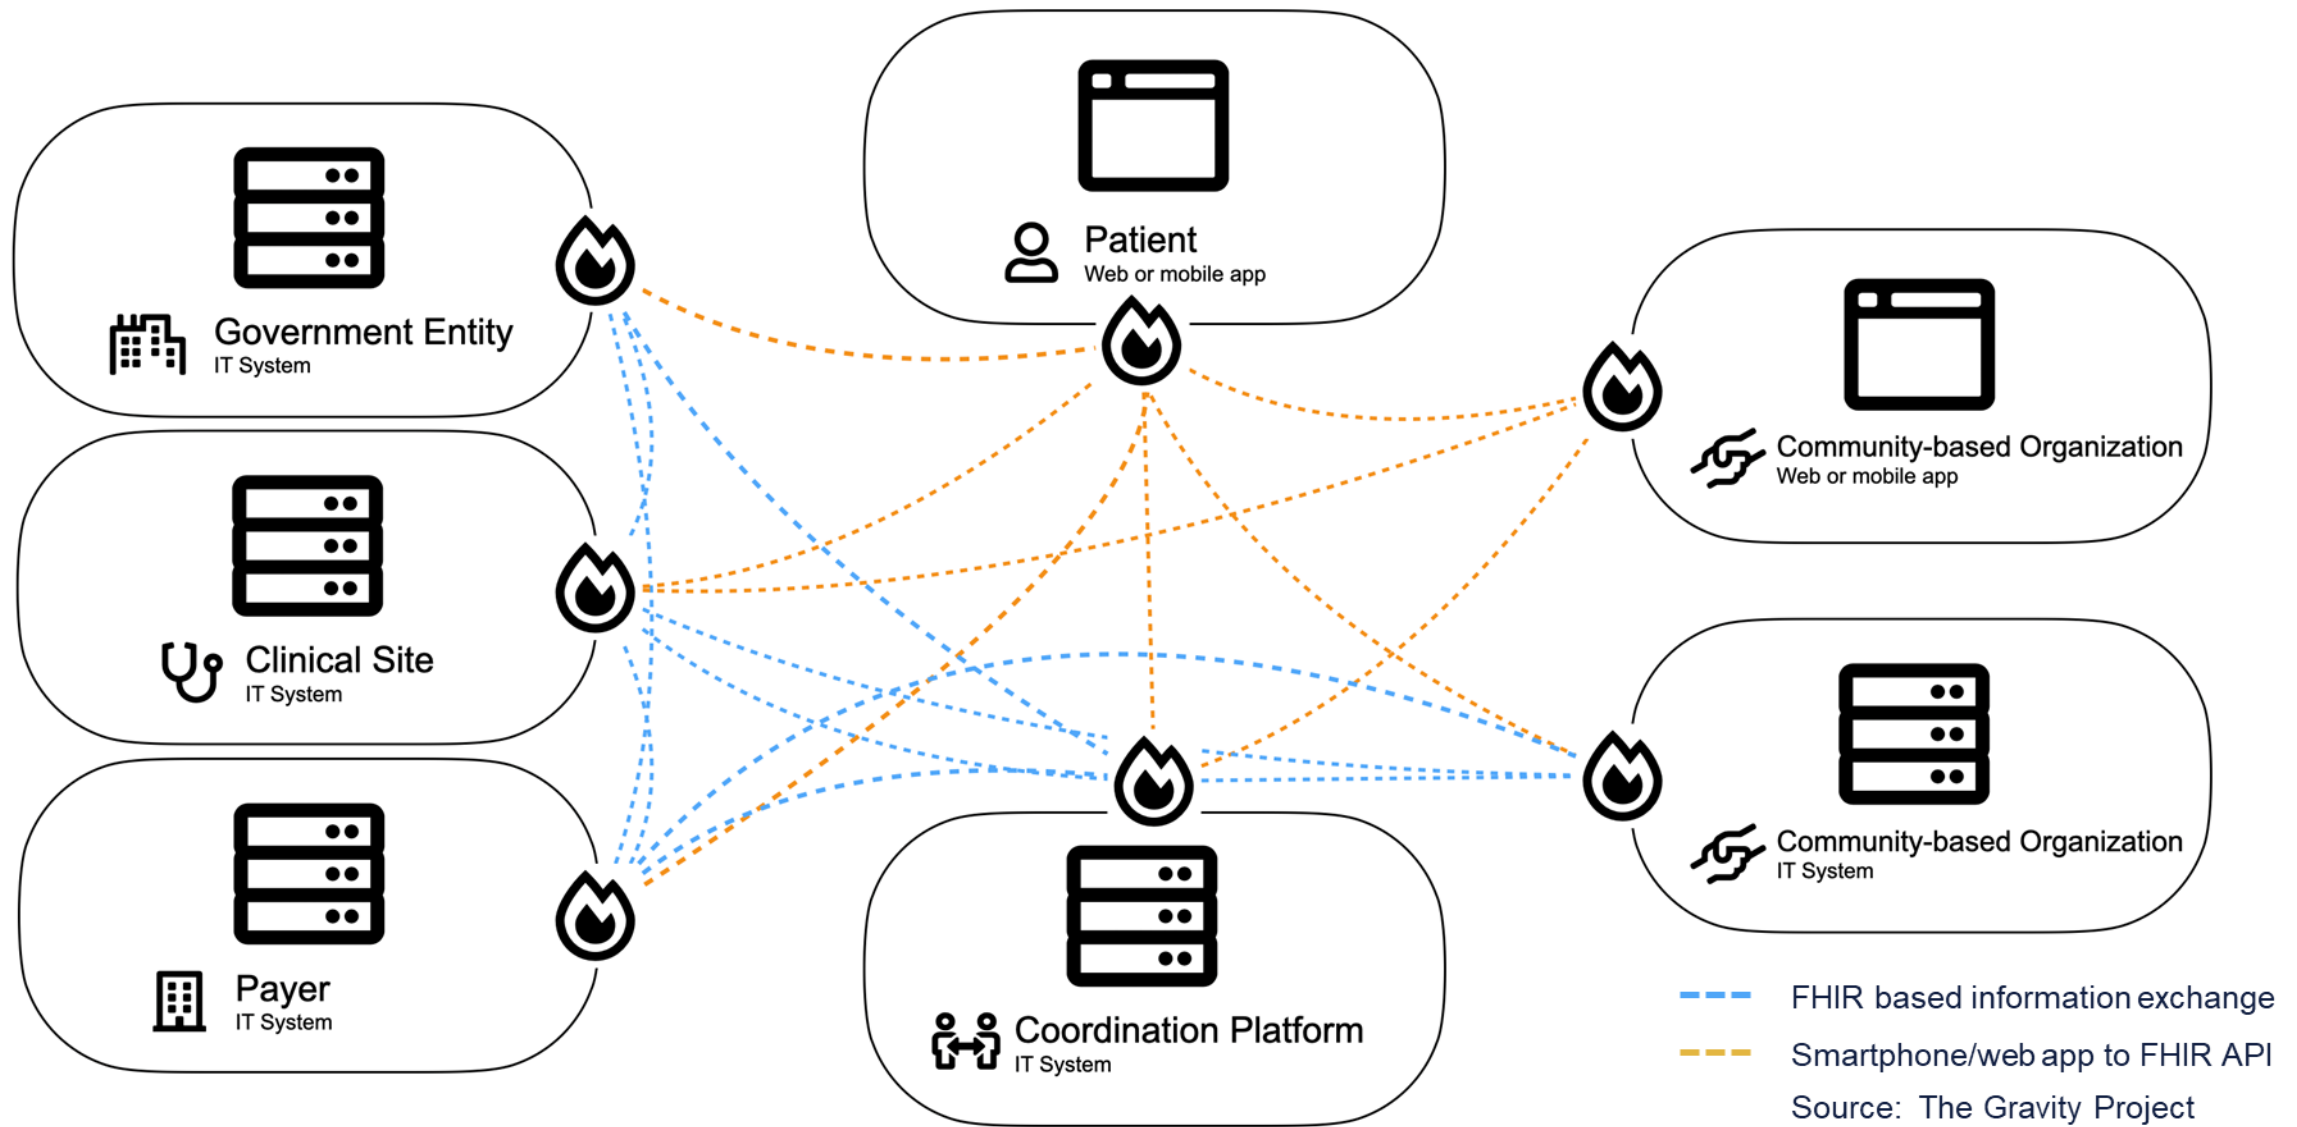 Patient
Web or mobile app
Government Entity
IT System
Community-based Organization
Web or mobile app
Clinical Site
IT System
Community-based Organization
IT System
Payer
IT System
Coordination Platform
IT System
FHIR based information exchange
Smartphone/web app to FHIR API
Source: The Gravity Project